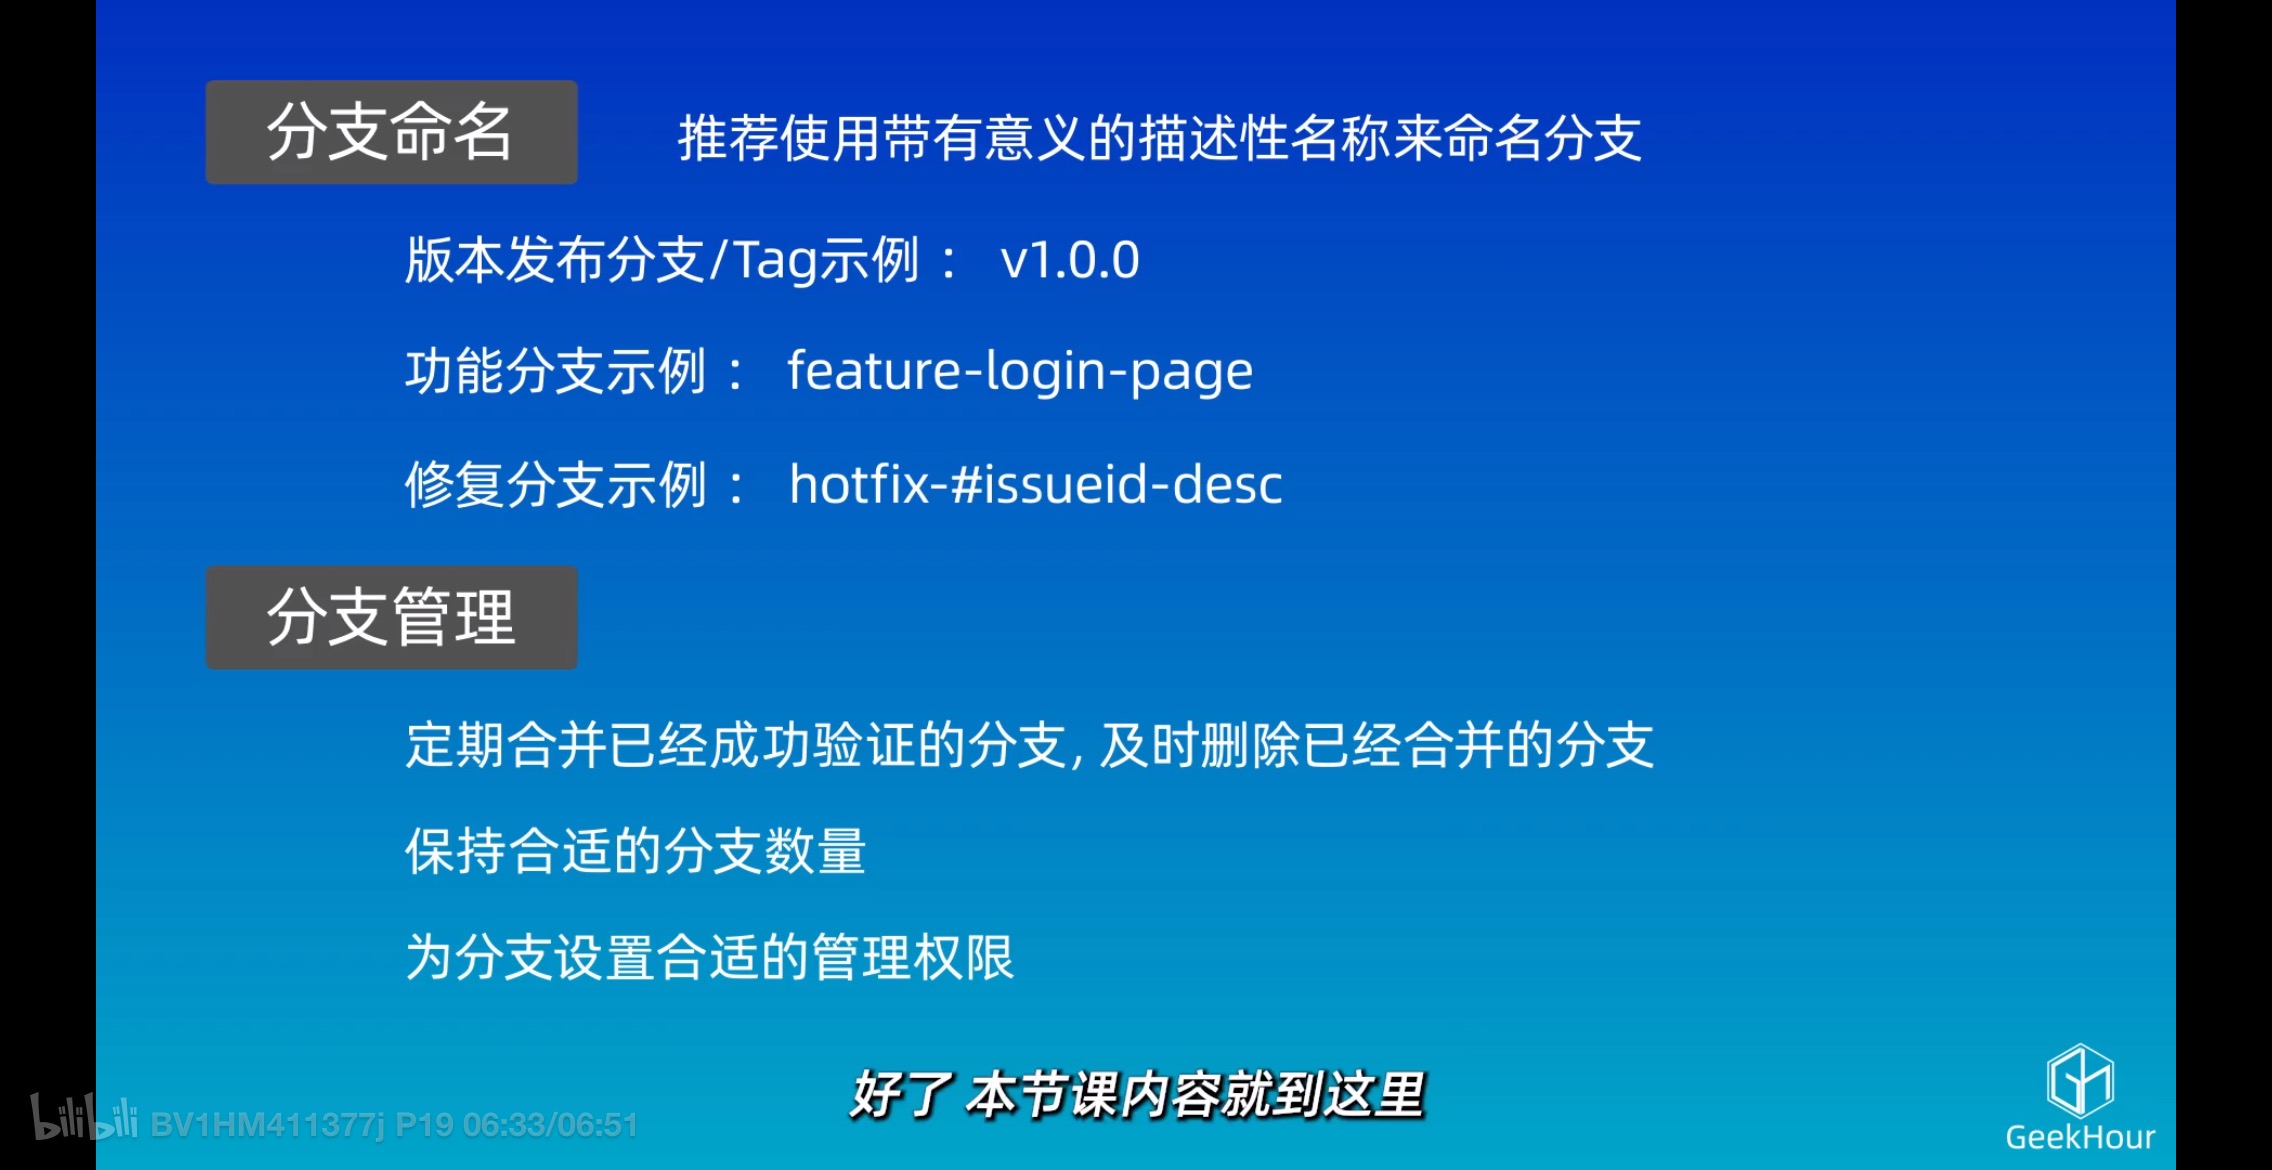 分支命名 推荐使用带有意义的描述性名称来命名分支
版本发布分支/Tag示例： v1.0.0
功能分支示例： feature-login-page
修复分支示例： hotfix-#issueid-desc
分支管理
定期合并已经成功验证的分支, 及时删除已经合并的分支
保持合适的分支数量
为分支设置合适的管理权限
好了 本节课内容就到这里
bilibili BV1HM411377j P19 06:33/06:51
GeekHour